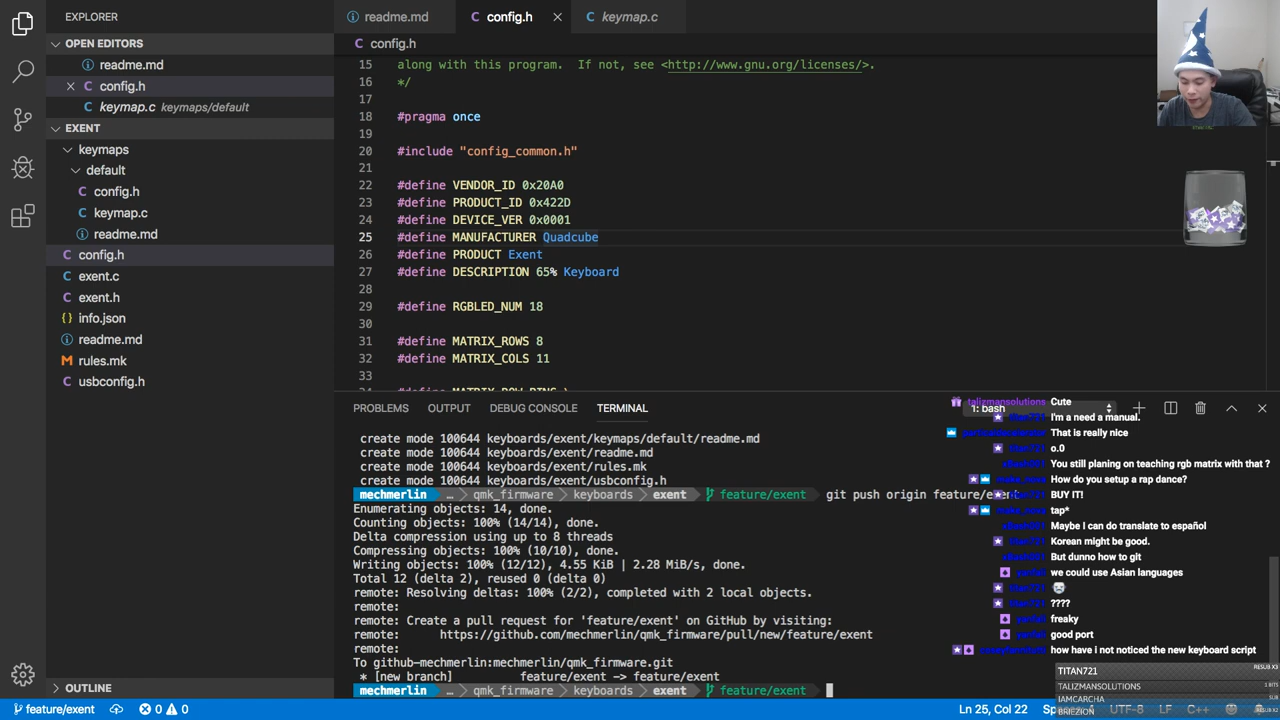 EXPLORER
OPEN EDITORS
readme.md
config.h
keymap.c keymaps/default
EXENT
keymaps
default
config.h
keymap.c
readme.md
config.h
exent.c
exent.h
info.json
readme.md
rules.mk
usbconfig.h
OUTLINE
readme.md
config.h
keymap.c
config.h
15 along with this program. If not, see <http://www.gnu.org/licenses/>.
16 */
17
18 #pragma once
19
20 #include "config_common.h"
21
22 #define VENDOR_ID 0x20A0
23 #define PRODUCT_ID 0x422D
24 #define DEVICE_VER 0x0001
25 #define MANUFACTURER Quadcube
26 #define PRODUCT Exent
27 #define DESCRIPTION 65% Keyboard
28
29 #define RGBLED_NUM 18
30
31 #define MATRIX_ROWS 8
32 #define MATRIX_COLS 11
33
PROBLEMS
OUTPUT
DEBUG CONSOLE
TERMINAL
1: bash
create mode 100644 keyboards/exent/keymaps/default/readme.md
create mode 100644 keyboards/exent/readme.md
create mode 100644 keyboards/exent/rules.mk
create mode 100644 keyboards/exent/usbconfig.h
mechmerlin … qmk_firmware keyboards exent feature/exent git push origin feature/exent
Enumerating objects: 14, done.
Counting objects: 100% (14/14), done.
Delta compression using up to 8 threads
Compressing objects: 100% (10/10), done.
Writing objects: 100% (12/12), 4.55 KiB | 2.28 MiB/s, done.
Total 12 (delta 2), reused 0 (delta 0)
remote: Resolving deltas: 100% (2/2), completed with 2 local objects.
remote:
remote: Create a pull request for 'feature/exent' on GitHub by visiting:
remote: https://github.com/mechmerlin/qmk_firmware/pull/new/feature/exent
remote:
To github-mechmerlin:mechmerlin/qmk_firmware.git
* [new branch] feature/exent -> feature/exent
mechmerlin … qmk_firmware keyboards exent feature/exent
talizmansolutions Cute
titan721 I'm a need a manual.
That is really nice
titan721 o.0
You still planing on teaching rgb matrix with that ?
How do you setup a rap dance?
titan721 BUY IT!
tap*
Maybe I can do translate to español
titan721 Korean might be good.
But dunno how to git
we could use Asian languages
titan721
titan721 ????
freaky
good port
how have i not noticed the new keyboard script
TITAN721 RESUB X3
TALIZMANSOLUTIONS
IAMCARCHA SUB
BRIEZION RESUB X2
feature/exent
0 0
Ln 25, Col 22
UTF-8
LF
C++